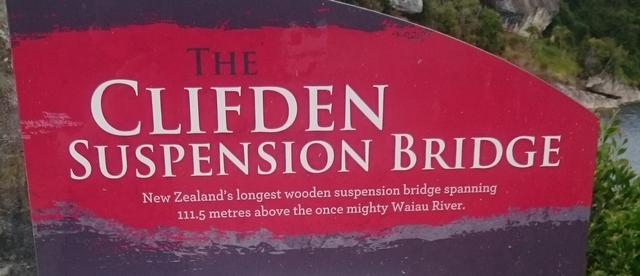 THE
CLIFDEN
SUSPENSION BRIDGE
New Zealand's longest wooden suspension bridge spanning
111.5 metres above the once mighty Waiau River.